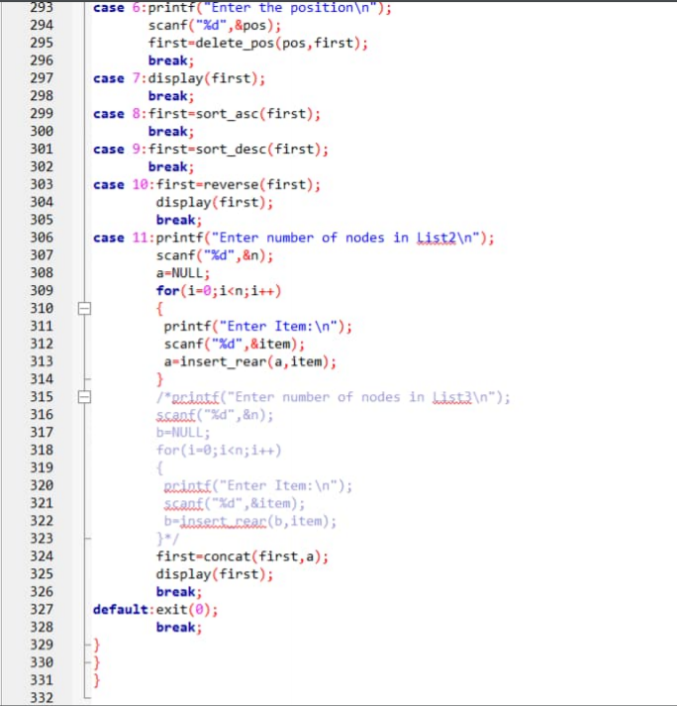 293 case 6:printf("Enter the position\n");
294 scanf("%d",&pos);
295 first=delete_pos(pos,first);
296 break;
297 case 7:display(first);
298 break;
299 case 8:first=sort_asc(first);
300 break;
301 case 9:first=sort_desc(first);
302 break;
303 case 10:first=reverse(first);
304 display(first);
305 break;
306 case 11:printf("Enter number of nodes in List2\n");
307 scanf("%d",&n);
308 a=NULL;
309 for(i=0;i<n;i++)
310 {
311 printf("Enter Item:\n");
312 scanf("%d",&item);
313 a=insert_rear(a,item);
314 }
315 /*printf("Enter number of nodes in List3\n");
316 scanf("%d",&n);
317 b=NULL;
318 for(i=0;i<n;i++)
319 {
320 printf("Enter Item:\n");
321 scanf("%d",&item);
322 b=insert_rear(b,item);
323 }*/
324 first=concat(first,a);
325 display(first);
326 break;
327 default:exit(0);
328 break;
329 }
330 }
331 }
332